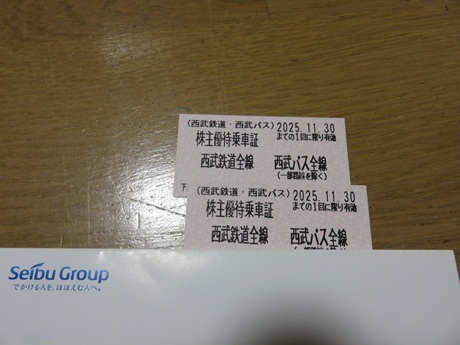 (西武鉄道・西武バス) 2025.11.30
株主優待乗車証 までの1回に限り有効
西武鉄道全線 西武バス全線
(一部路線を除く)
(西武鉄道・西武バス) 2025.11.30
株主優待乗車証 までの1回に限り有効
西武鉄道全線 西武バス全線
Seibu Group
でかける人を、ほほえむ人へ。